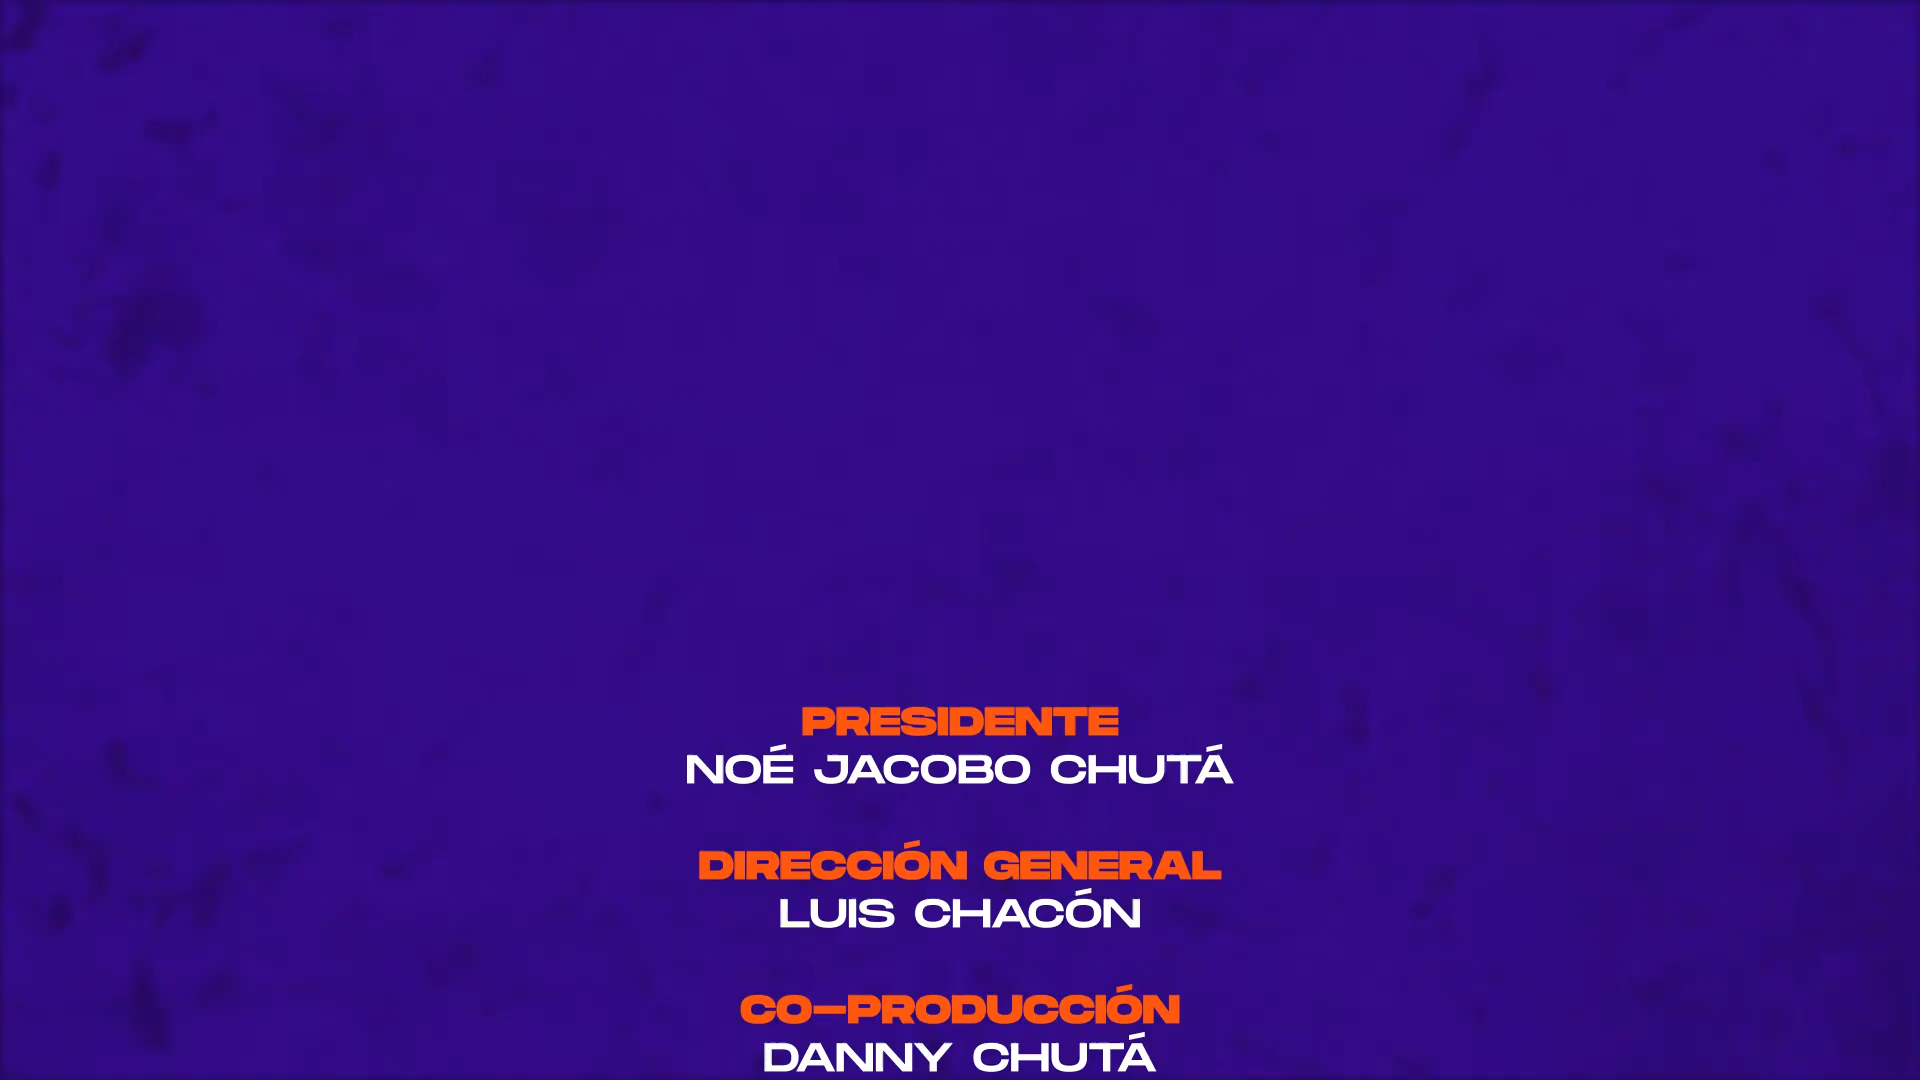 PRESIDENTE
NOÉ JACOBO CHUTÁ
DIRECCIÓN GENERAL
LUIS CHACÓN
CO-PRODUCCIÓN
DANNY CHUTÁ